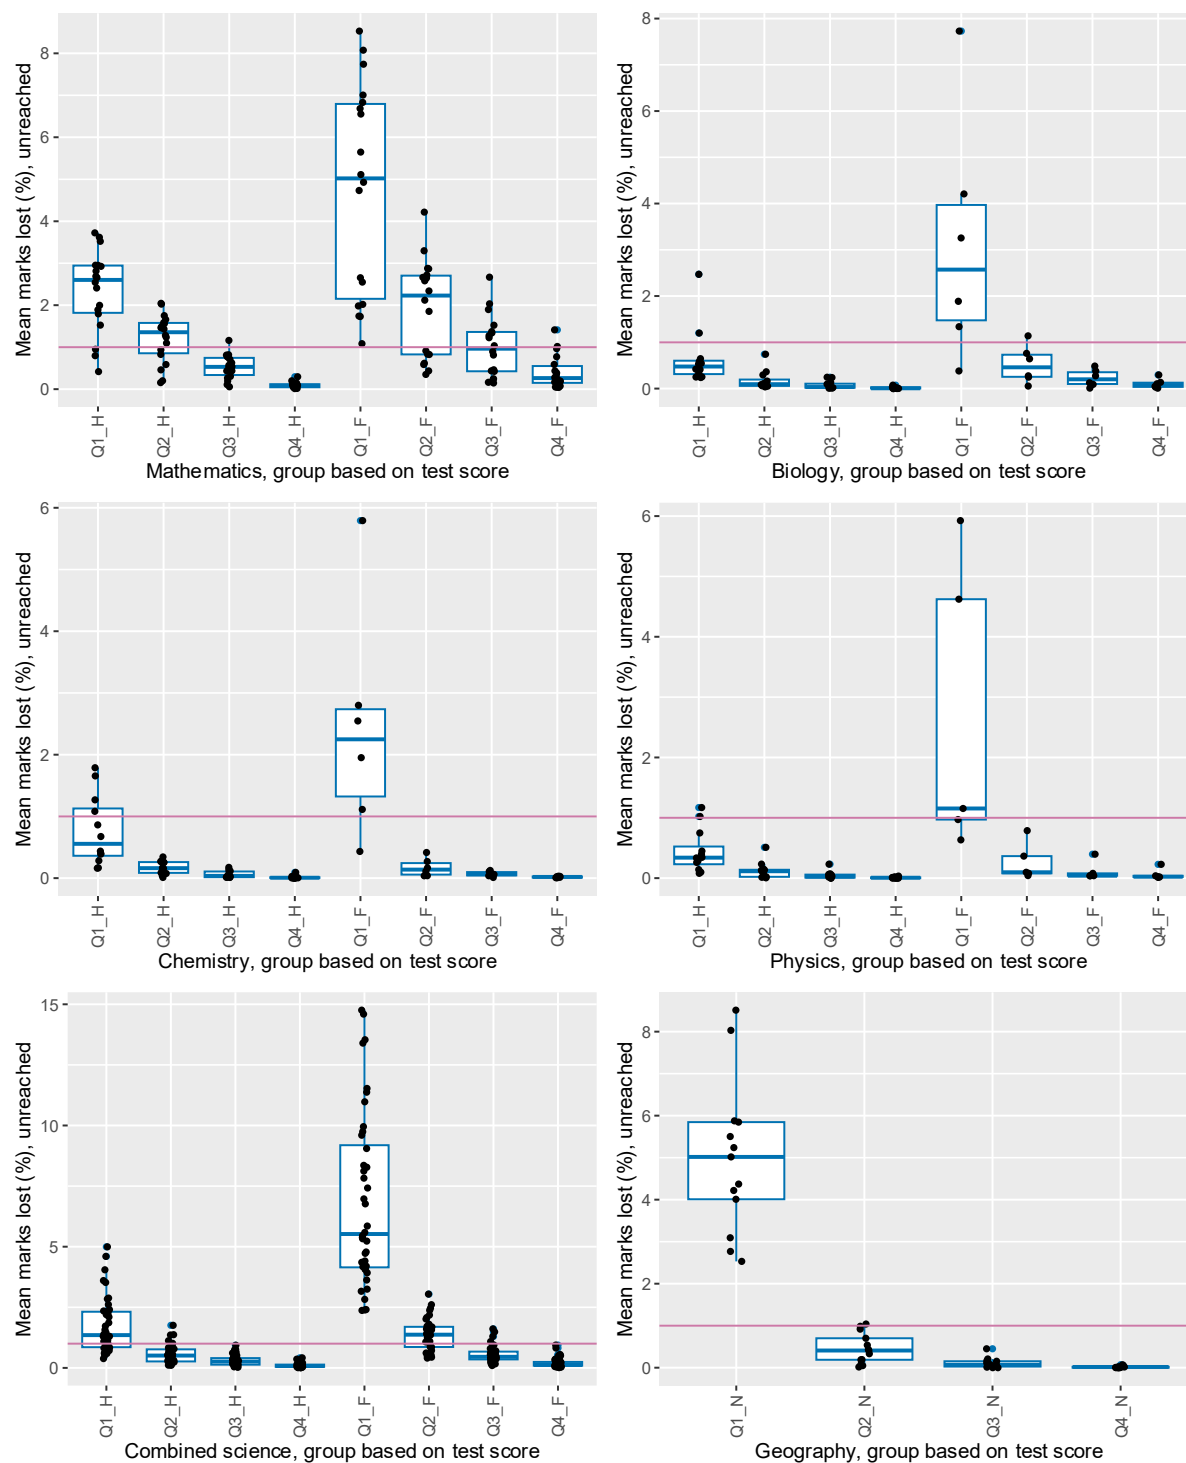 Mean marks lost (%), unreached
8
6
4
2
0
Q1_H
Q2_H
Q3_H
Q4_H
Q1_F
Q2_F
Q3_F
Q4_F
Mathematics, group based on test score
Mean marks lost (%), unreached
8
6
4
2
0
Q1_H
Q2_H
Q3_H
Q4_H
Q1_F
Q2_F
Q3_F
Q4_F
Biology, group based on test score
Mean marks lost (%), unreached
6
4
2
0
Q1_H
Q2_H
Q3_H
Q4_H
Q1_F
Q2_F
Q3_F
Q4_F
Chemistry, group based on test score
Mean marks lost (%), unreached
6
4
2
0
Q1_H
Q2_H
Q3_H
Q4_H
Q1_F
Q2_F
Q3_F
Q4_F
Physics, group based on test score
Mean marks lost (%), unreached
15
10
5
0
Q1_H
Q2_H
Q3_H
Q4_H
Q1_F
Q2_F
Q3_F
Q4_F
Combined science, group based on test score
Mean marks lost (%), unreached
8
6
4
2
0
Q1_N
Q2_N
Q3_N
Q4_N
Geography, group based on test score